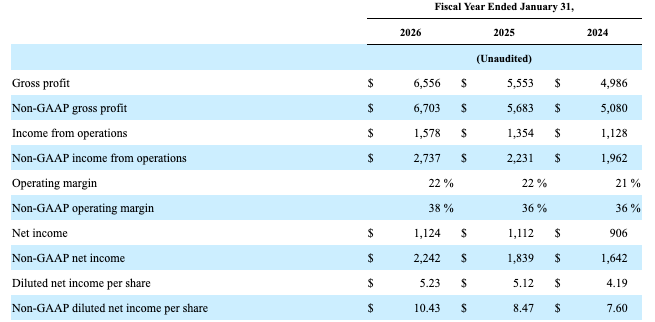 Fiscal Year Ended January 31,
2026 2025 2024
(Unaudited)
Gross profit $ 6,556 $ 5,553 $ 4,986
Non-GAAP gross profit $ 6,703 $ 5,683 $ 5,080
Income from operations $ 1,578 $ 1,354 $ 1,128
Non-GAAP income from operations $ 2,737 $ 2,231 $ 1,962
Operating margin 22 % 22 % 21 %
Non-GAAP operating margin 38 % 36 % 36 %
Net income $ 1,124 $ 1,112 $ 906
Non-GAAP net income $ 2,242 $ 1,839 $ 1,642
Diluted net income per share $ 5.23 $ 5.12 $ 4.19
Non-GAAP diluted net income per share $ 10.43 $ 8.47 $ 7.60